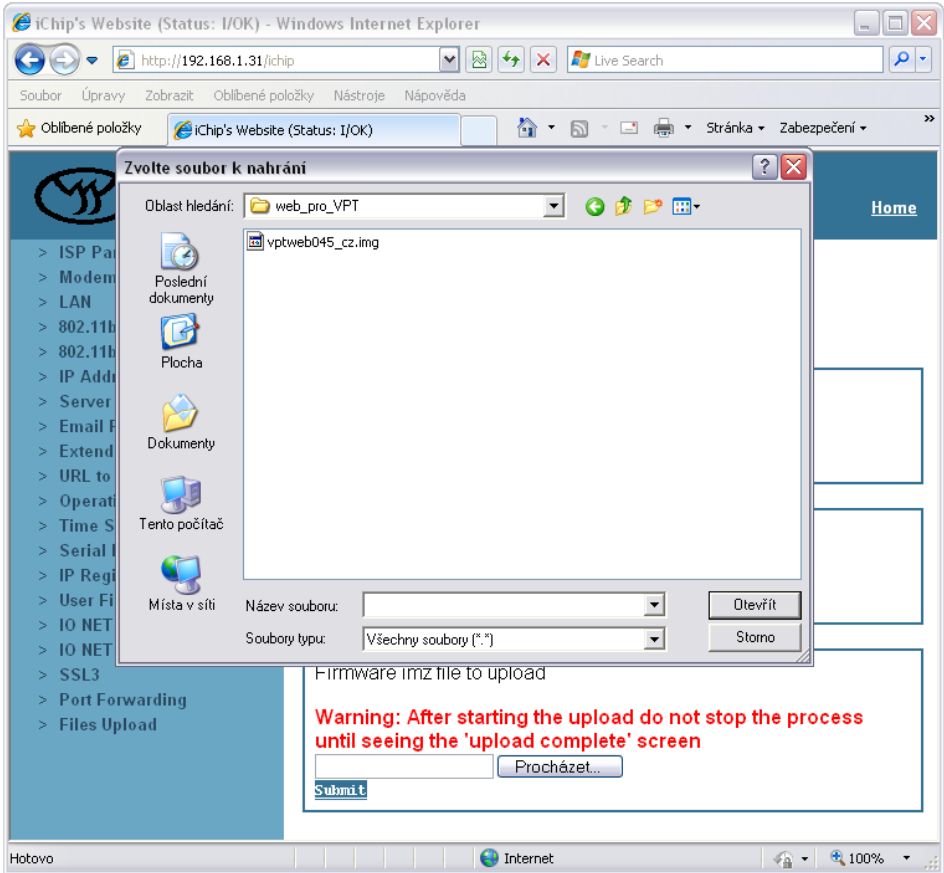 iChip's Website (Status: I/OK) - Windows Internet Explorer
http://192.168.1.31/ichip
Live Search
Soubor Úpravy Zobrazit Oblíbené položky Nástroje Nápověda
Oblíbené položky
iChip's Website (Status: I/OK)
Stránka
Zabezpečení
»
Zvolte soubor k nahrání
Oblast hledání:
web_pro_VPT
Home
vptweb045_cz.img
Poslední
dokumenty
Plocha
Dokumenty
Tento počítač
Místa v síti
Název souboru:
Otevřít
Soubory typu:
Všechny soubory (*.*)
Storno
> ISP Par
> Modem
> LAN
> 802.11b
> 802.11b
> IP Addr
> Server
> Email F
> Extend
> URL to
> Operati
> Time S
> Serial I
> IP Regi
> User Fi
> IO NET
> IO NET
> SSL3
> Port Forwarding
> Files Upload
Firmware imz file to upload
Warning: After starting the upload do not stop the process
until seeing the 'upload complete' screen
Procházet...
Submit
Hotovo
Internet
100%